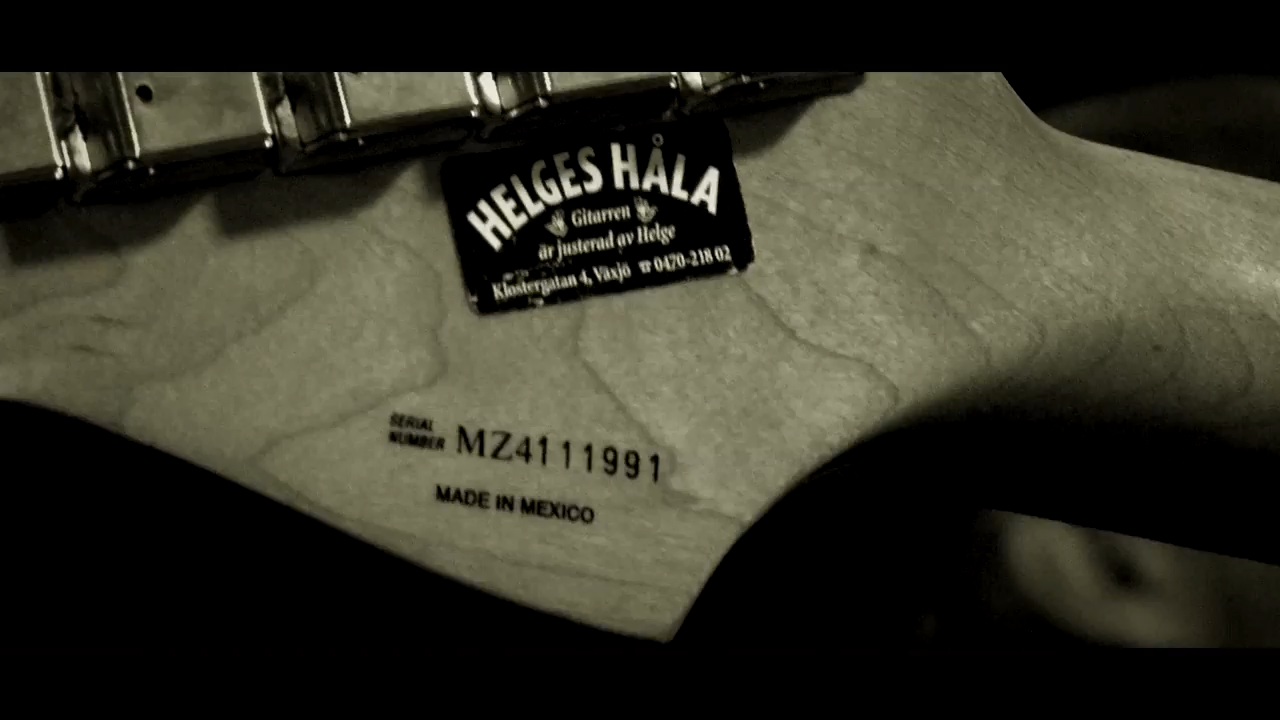 HELGES HÅLA
Gitarren
är justerad av Helge
Klostergatan 4, Växjö ☎ 0470-218 02
SERIAL
NUMBER MZ4111991
MADE IN MEXICO